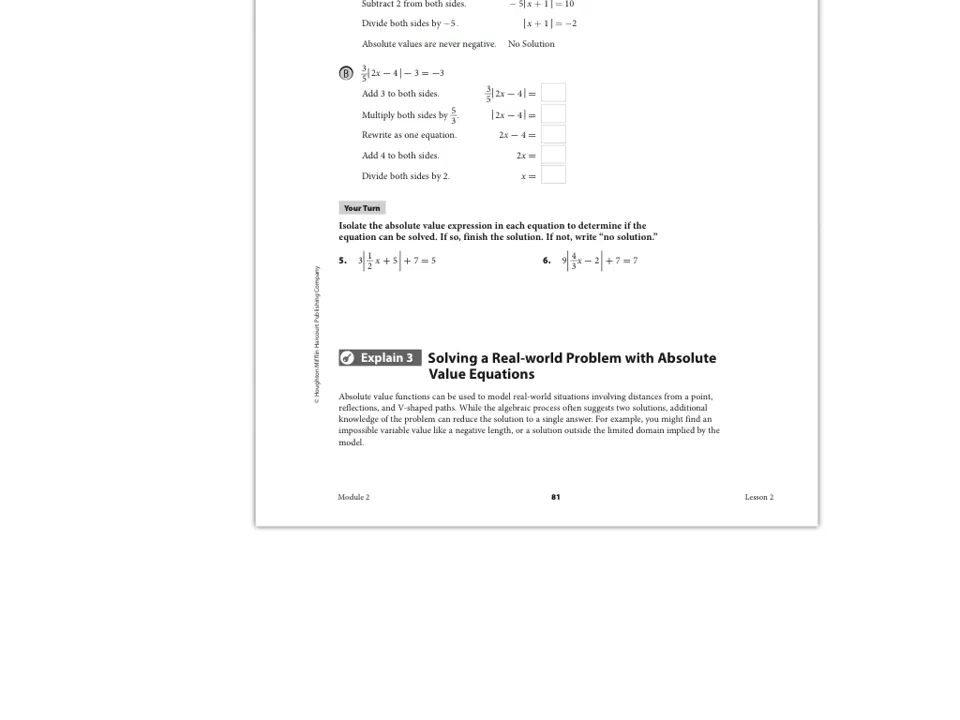 Subtract 2 from both sides. − 5|x + 1| = 10
Divide both sides by −5. |x + 1| = −2
Absolute values are never negative. No Solution
B 3/5|2x − 4| − 3 = −3
Add 3 to both sides. 3/5|2x − 4| =
Multiply both sides by 5/3. |2x − 4| =
Rewrite as one equation. 2x − 4 =
Add 4 to both sides. 2x =
Divide both sides by 2. x =
Your Turn
Isolate the absolute value expression in each equation to determine if the
equation can be solved. If so, finish the solution. If not, write “no solution.”
5. 3|1/2 x + 5| + 7 = 5 6. 9|4/3 x − 2| + 7 = 7
© Houghton Mifflin Harcourt Publishing Company
Explain 3 Solving a Real-world Problem with Absolute
Value Equations
Absolute value functions can be used to model real-world situations involving distances from a point,
reflections, and V-shaped paths. While the algebraic process often suggests two solutions, additional
knowledge of the problem can reduce the solution to a single answer. For example, you might find an
impossible variable value like a negative length, or a solution outside the limited domain implied by the
model.
Module 2 81 Lesson 2